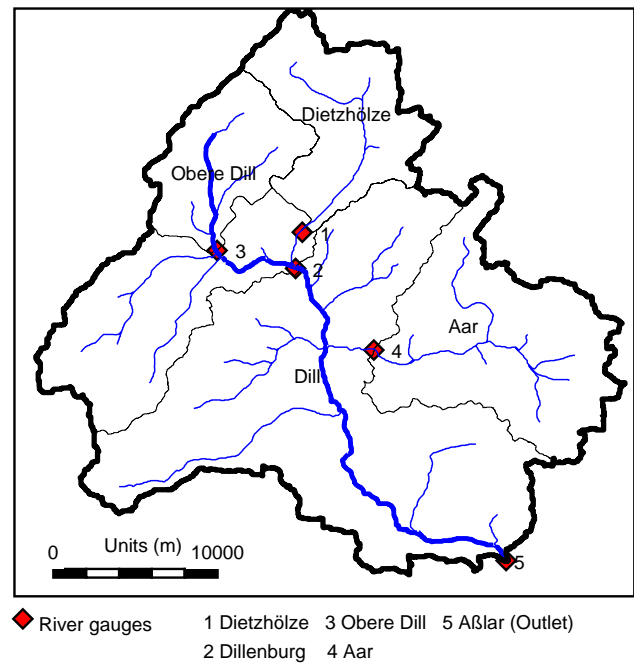 Dietzhölze
Obere Dill
1
3
2
Aar
4
Dill
0 Units (m) 10000
5
River gauges 1 Dietzhölze 3 Obere Dill 5 Aßlar (Outlet)
2 Dillenburg 4 Aar